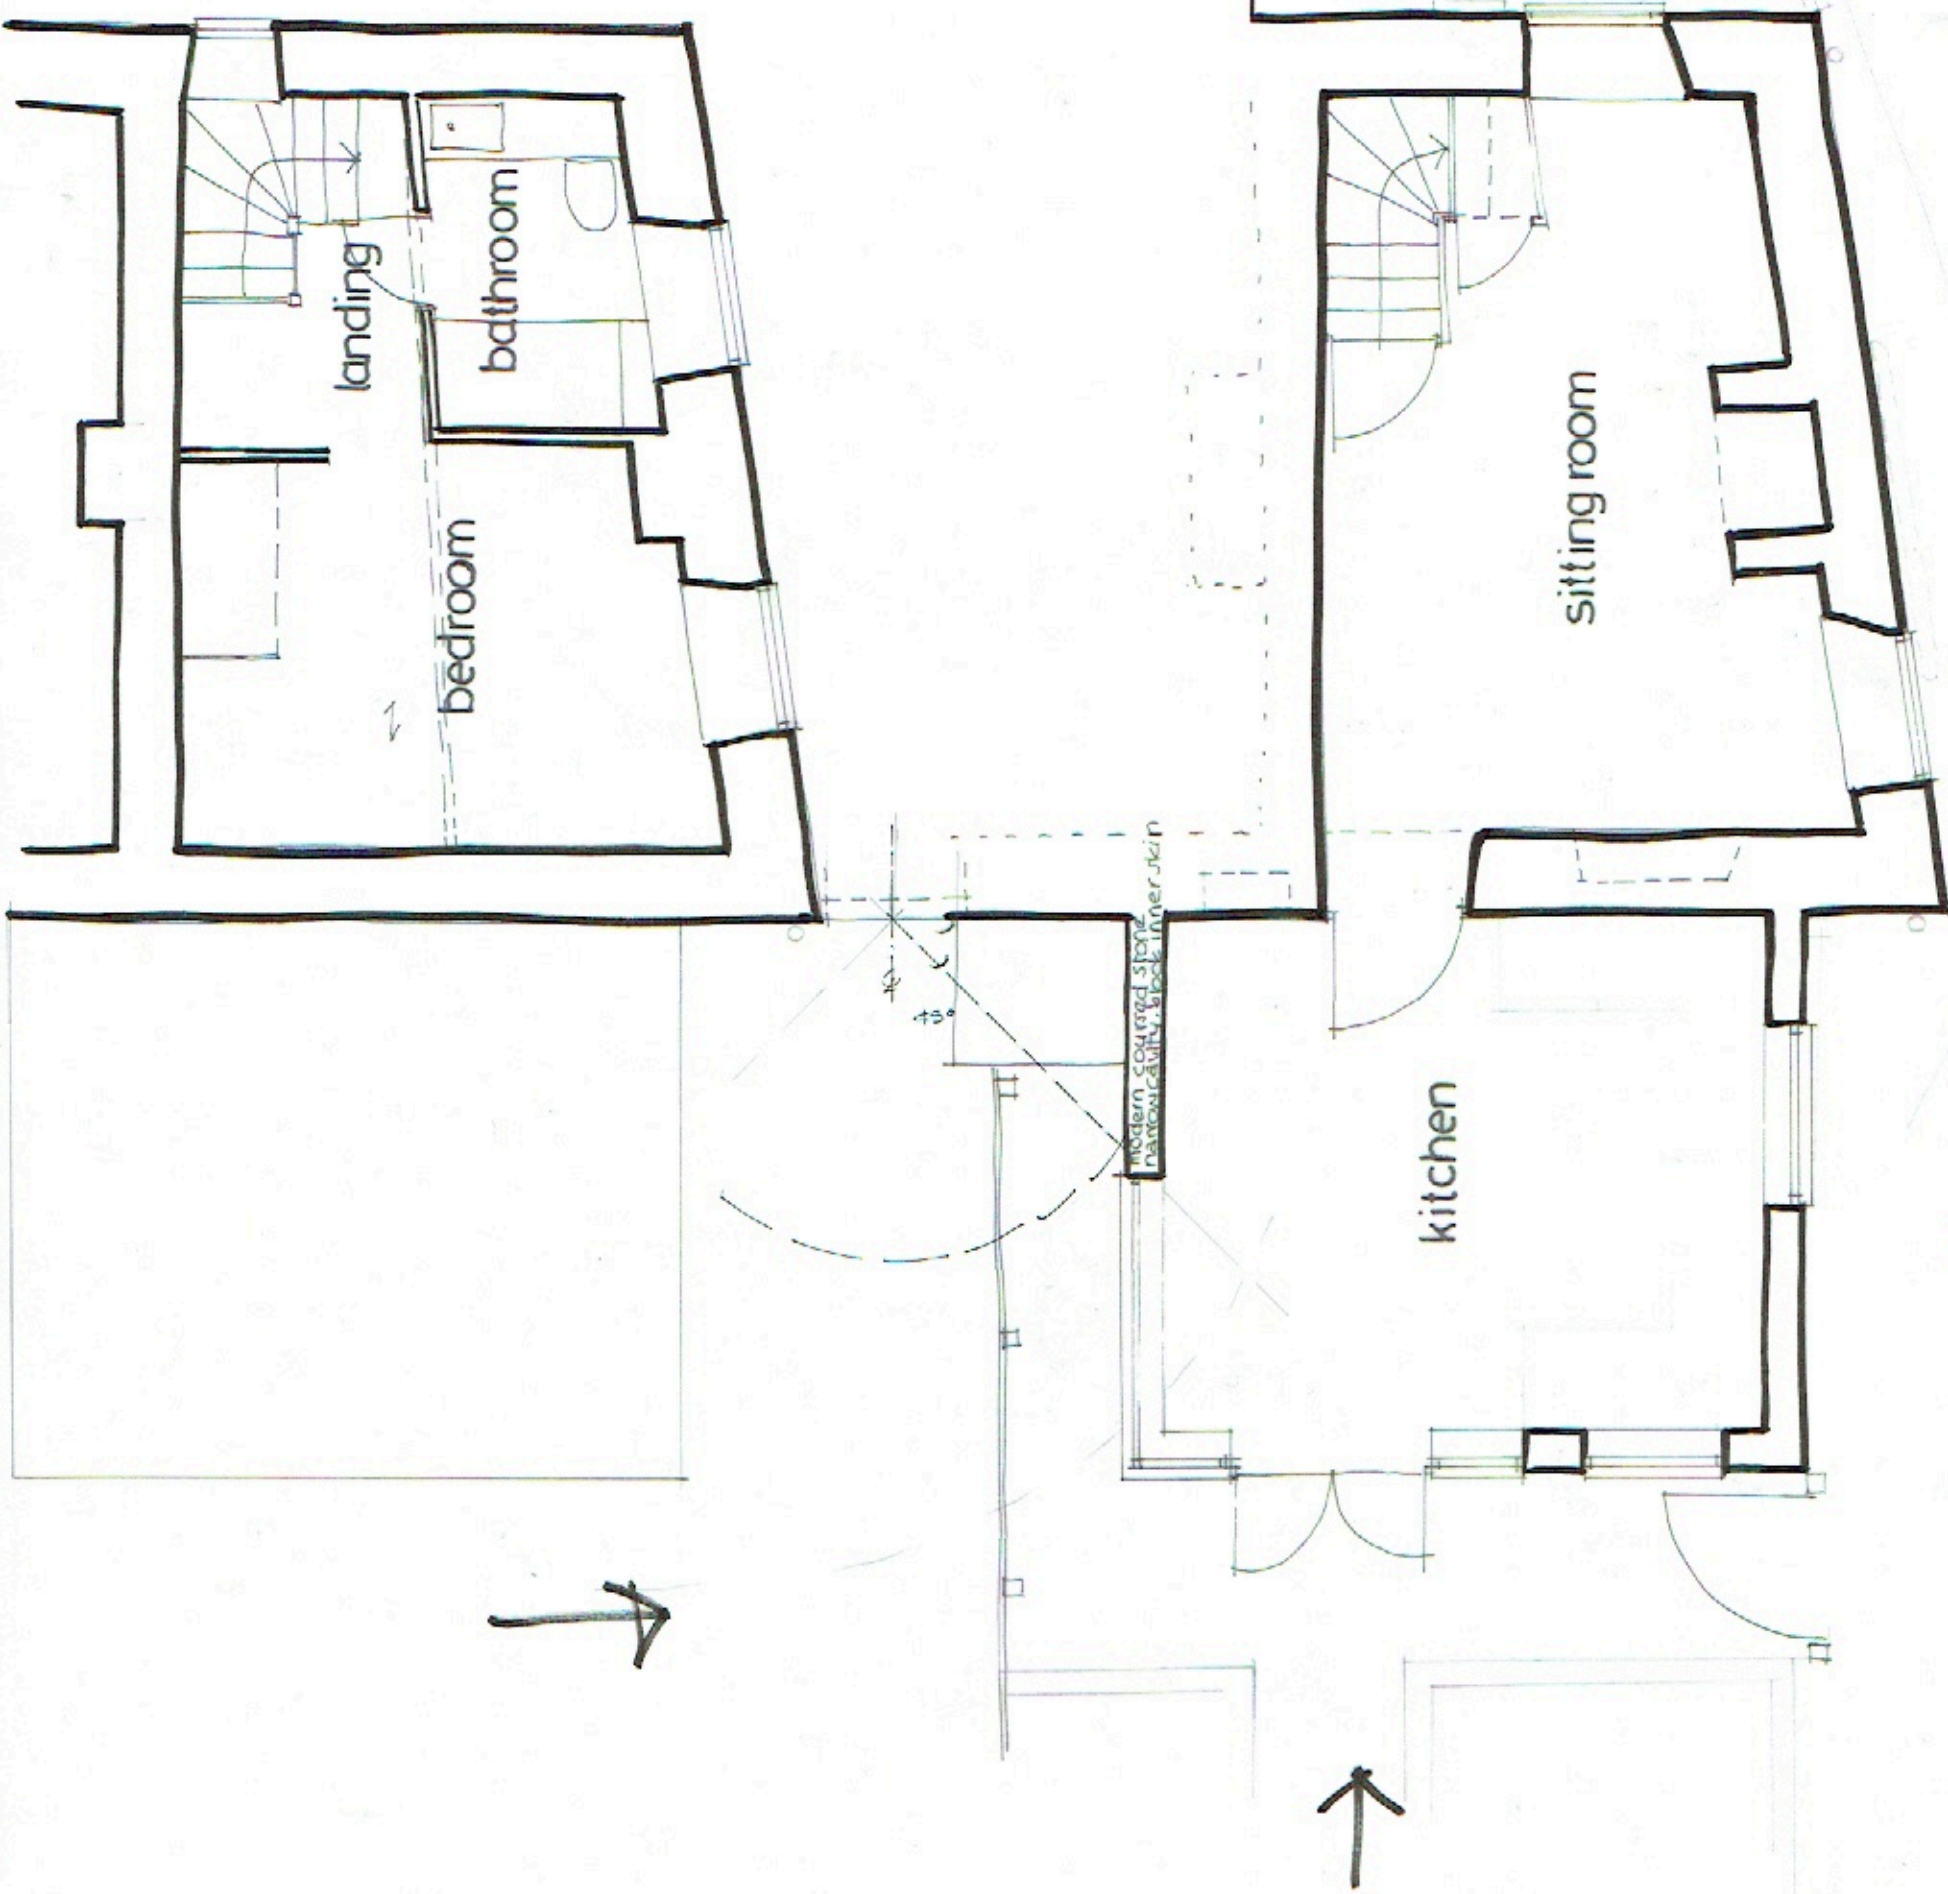 landing
bathroom
bedroom
sitting room
kitchen
modern coursed stone
narrow cavity, block inner skin
45°